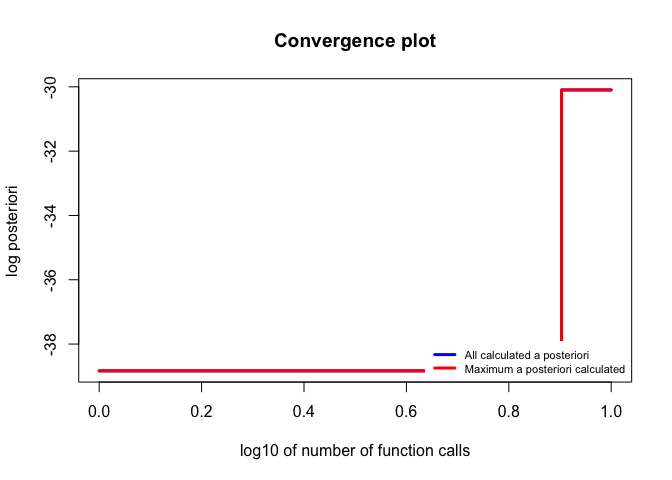 Convergence plot
log posteriori
-30
-32
-34
-36
-38
All calculated a posteriori
Maximum a posteriori calculated
0.0 0.2 0.4 0.6 0.8 1.0
log10 of number of function calls